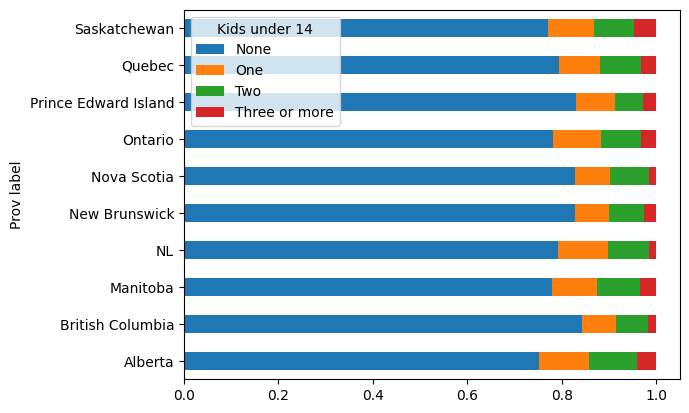 Kids under 14
None
One
Two
Three or more
Prov label
Saskatchewan
Quebec
Prince Edward Island
Ontario
Nova Scotia
New Brunswick
NL
Manitoba
British Columbia
Alberta
0.0 0.2 0.4 0.6 0.8 1.0